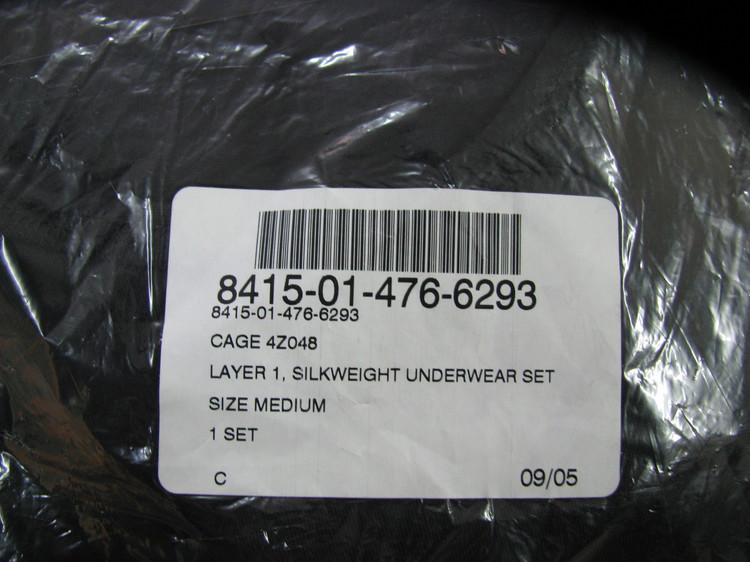 8415-01-476-6293
8415-01-476-6293
CAGE 4Z048
LAYER 1, SILKWEIGHT UNDERWEAR SET
SIZE MEDIUM
1 SET
C 09/05